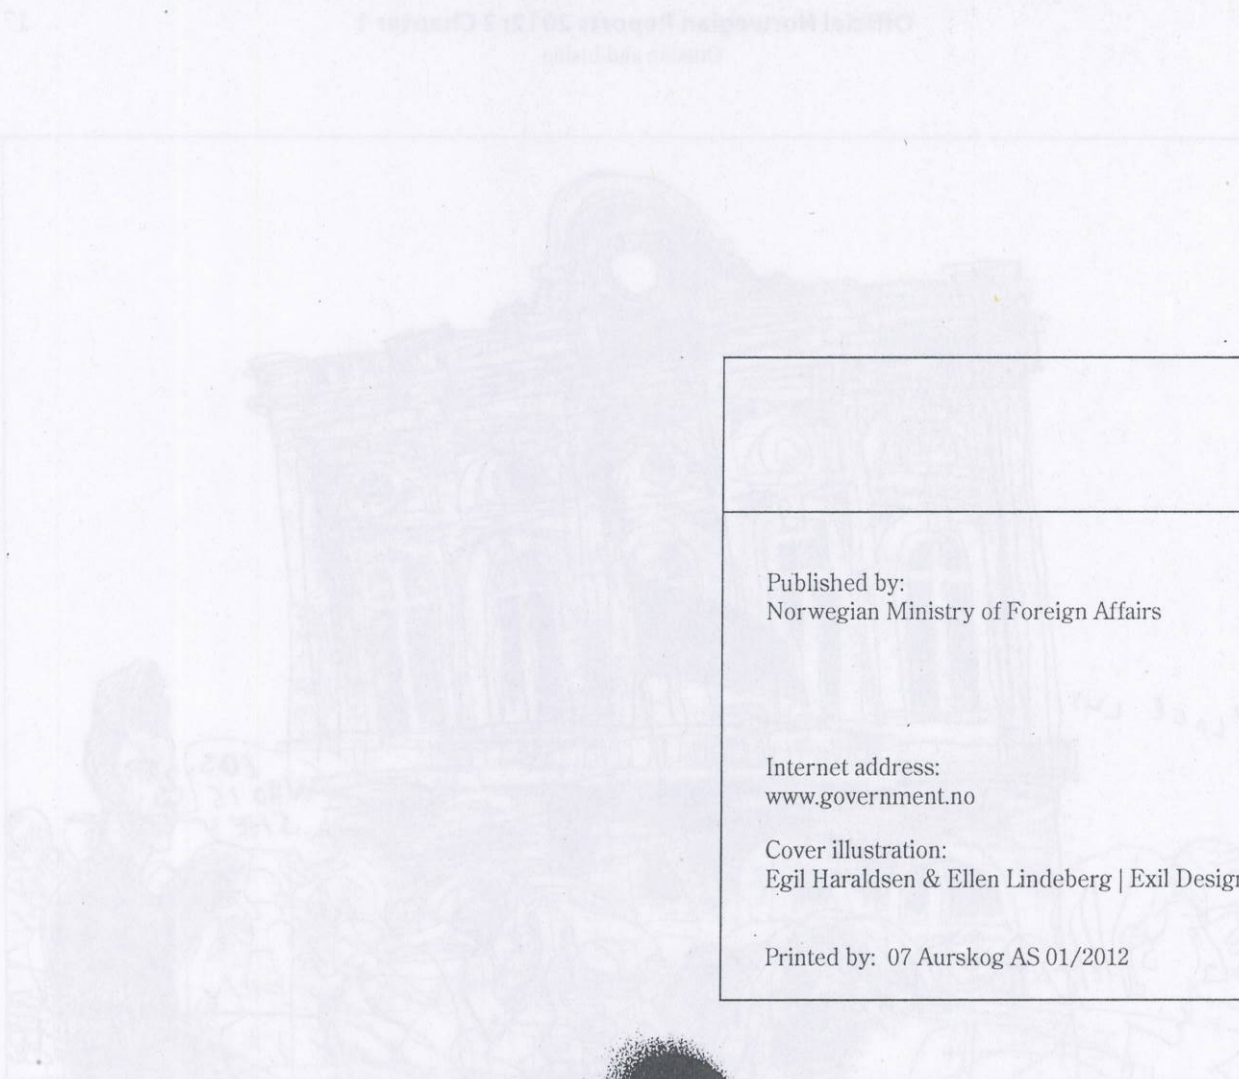 Published by:
Norwegian Ministry of Foreign Affairs
Internet address:
www.government.no
Cover illustration:
Egil Haraldsen & Ellen Lindeberg | Exil Design
Printed by: 07 Aurskog AS 01/2012